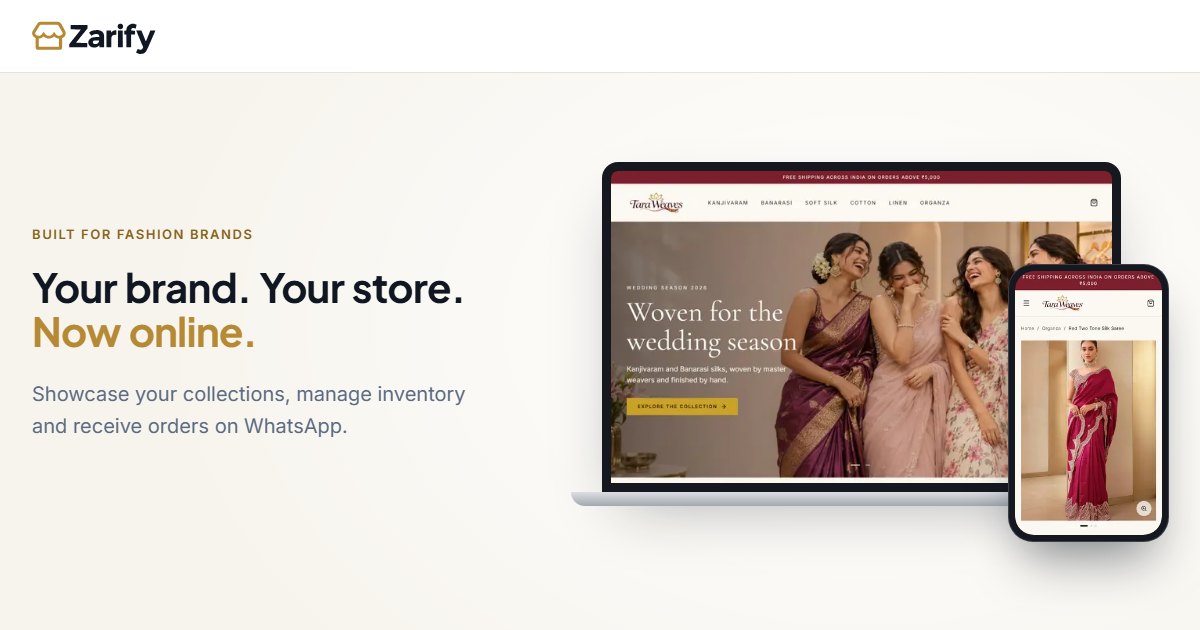 Zarify
BUILT FOR FASHION BRANDS
Your brand. Your store.
Now online.
Showcase your collections, manage inventory
and receive orders on WhatsApp.
FREE SHIPPING ACROSS INDIA ON ORDERS ABOVE ₹5,000
Tara Weaves
KANJIVARAM BANARASI SOFT SILK COTTON LINEN ORGANZA
WEDDING SEASON 2026
Woven for the
wedding season
Kanjivaram and Banarasi silks, woven by master
weavers and finished by hand.
EXPLORE THE COLLECTION →
FREE SHIPPING ACROSS INDIA ON ORDERS ABOVE
₹5,000
Tara Weaves
Home / Organza / Red Two Tone Silk Saree